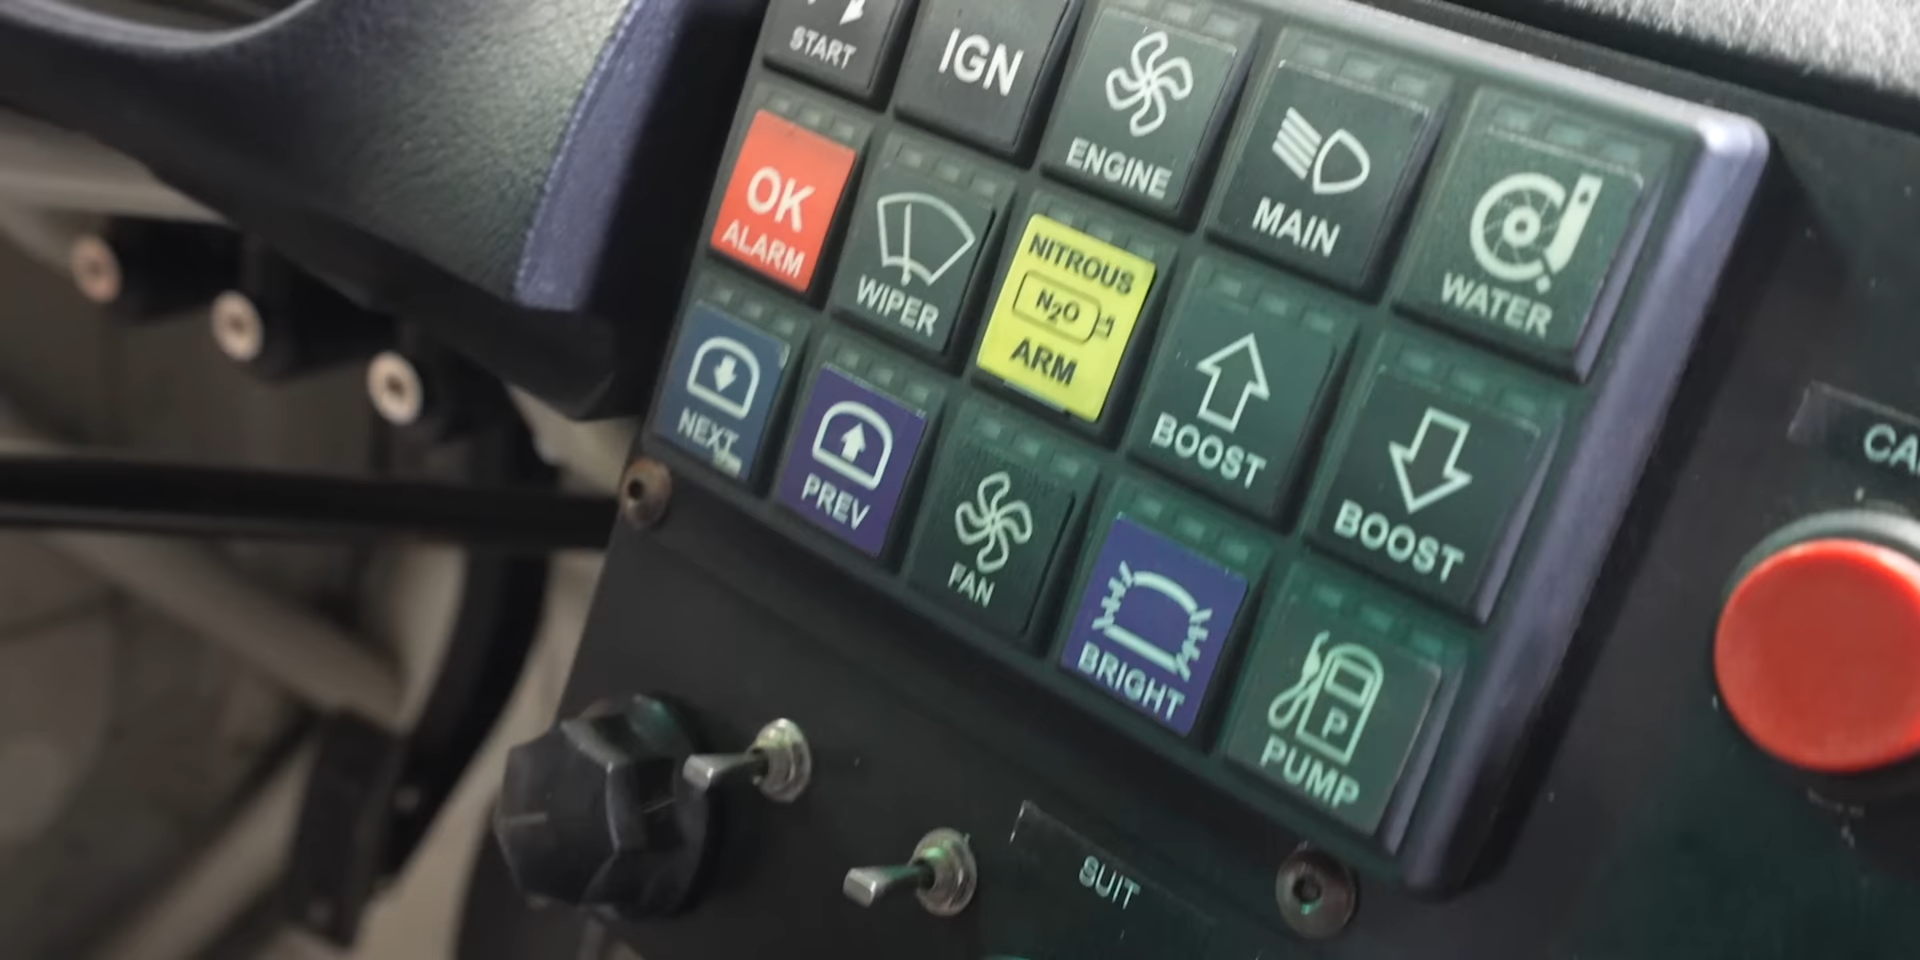 START
IGN
ENGINE
MAIN
WATER
OK
ALARM
WIPER
NITROUS
N₂O
ARM
BOOST
BOOST
NEXT
PREV
FAN
BRIGHT
P
PUMP
SUIT